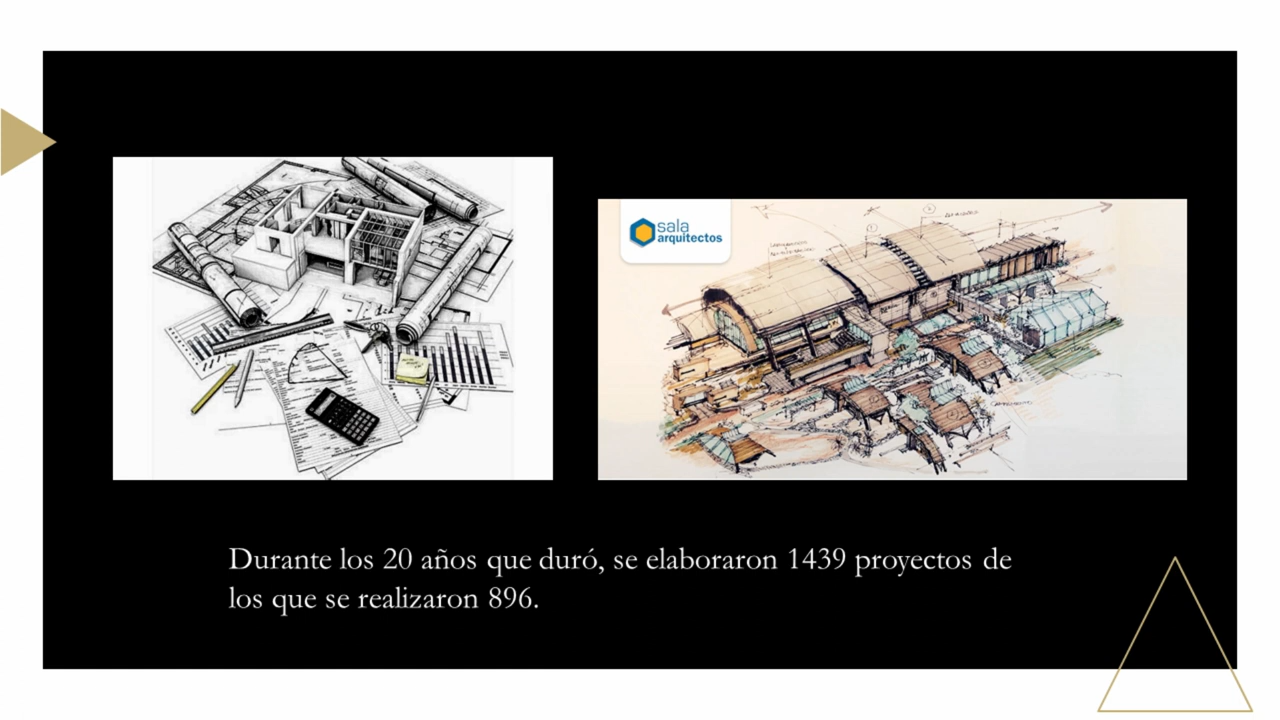 sala
arquitectos
Durante los 20 años que duró, se elaboraron 1439 proyectos de
los que se realizaron 896.